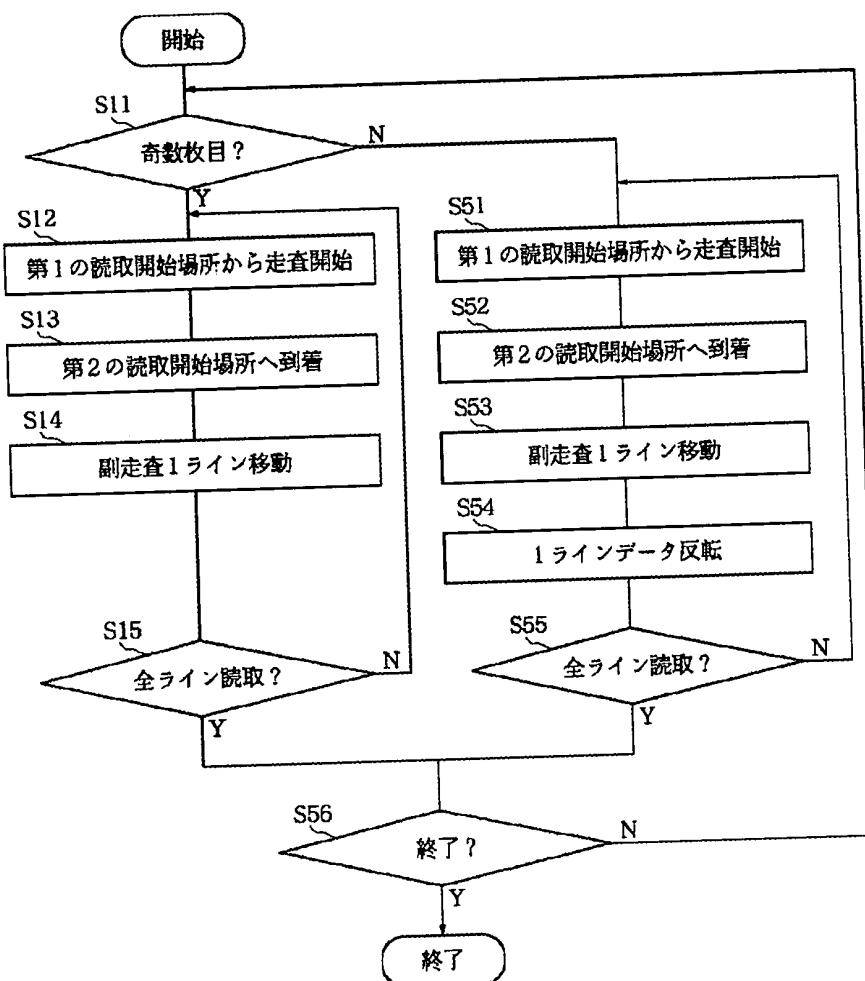 開始
S11
奇数枚目?
N
Y
S12
第1の読取開始場所から走査開始
S13
第2の読取開始場所へ到着
S14
副走査1ライン移動
S15
全ライン読取?
N
Y
S51
第1の読取開始場所から走査開始
S52
第2の読取開始場所へ到着
S53
副走査1ライン移動
S54
1ラインデータ反転
S55
全ライン読取?
N
Y
S56
終了?
N
Y
終了